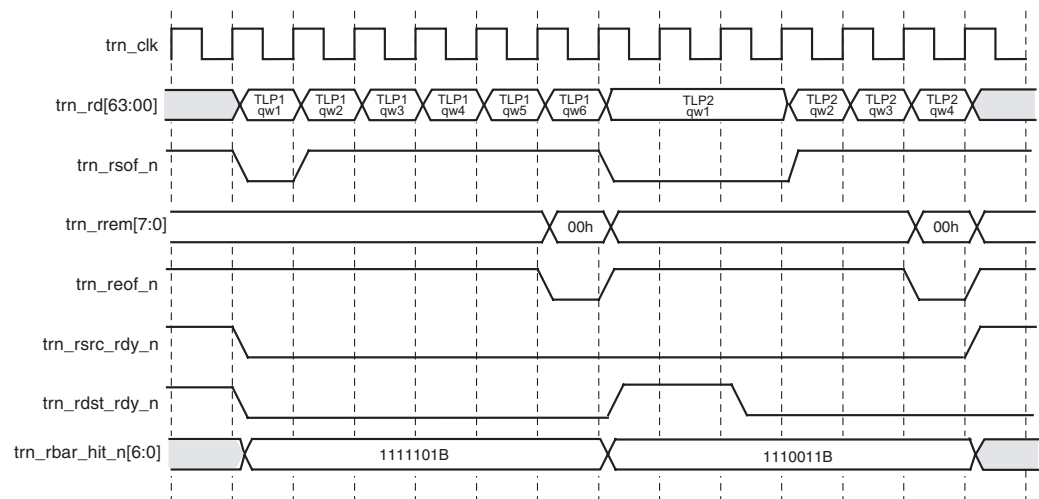 trn_clk
trn_rd[63:00]
TLP1 TLP1 TLP1 TLP1 TLP1 TLP1 TLP2 TLP2 TLP2 TLP2
qw1 qw2 qw3 qw4 qw5 qw6 qw1 qw2 qw3 qw4
trn_rsof_n
trn_rrem[7:0]
00h 00h
trn_reof_n
trn_rsrc_rdy_n
trn_rdst_rdy_n
trn_rbar_hit_n[6:0]
1111101B 1110011B